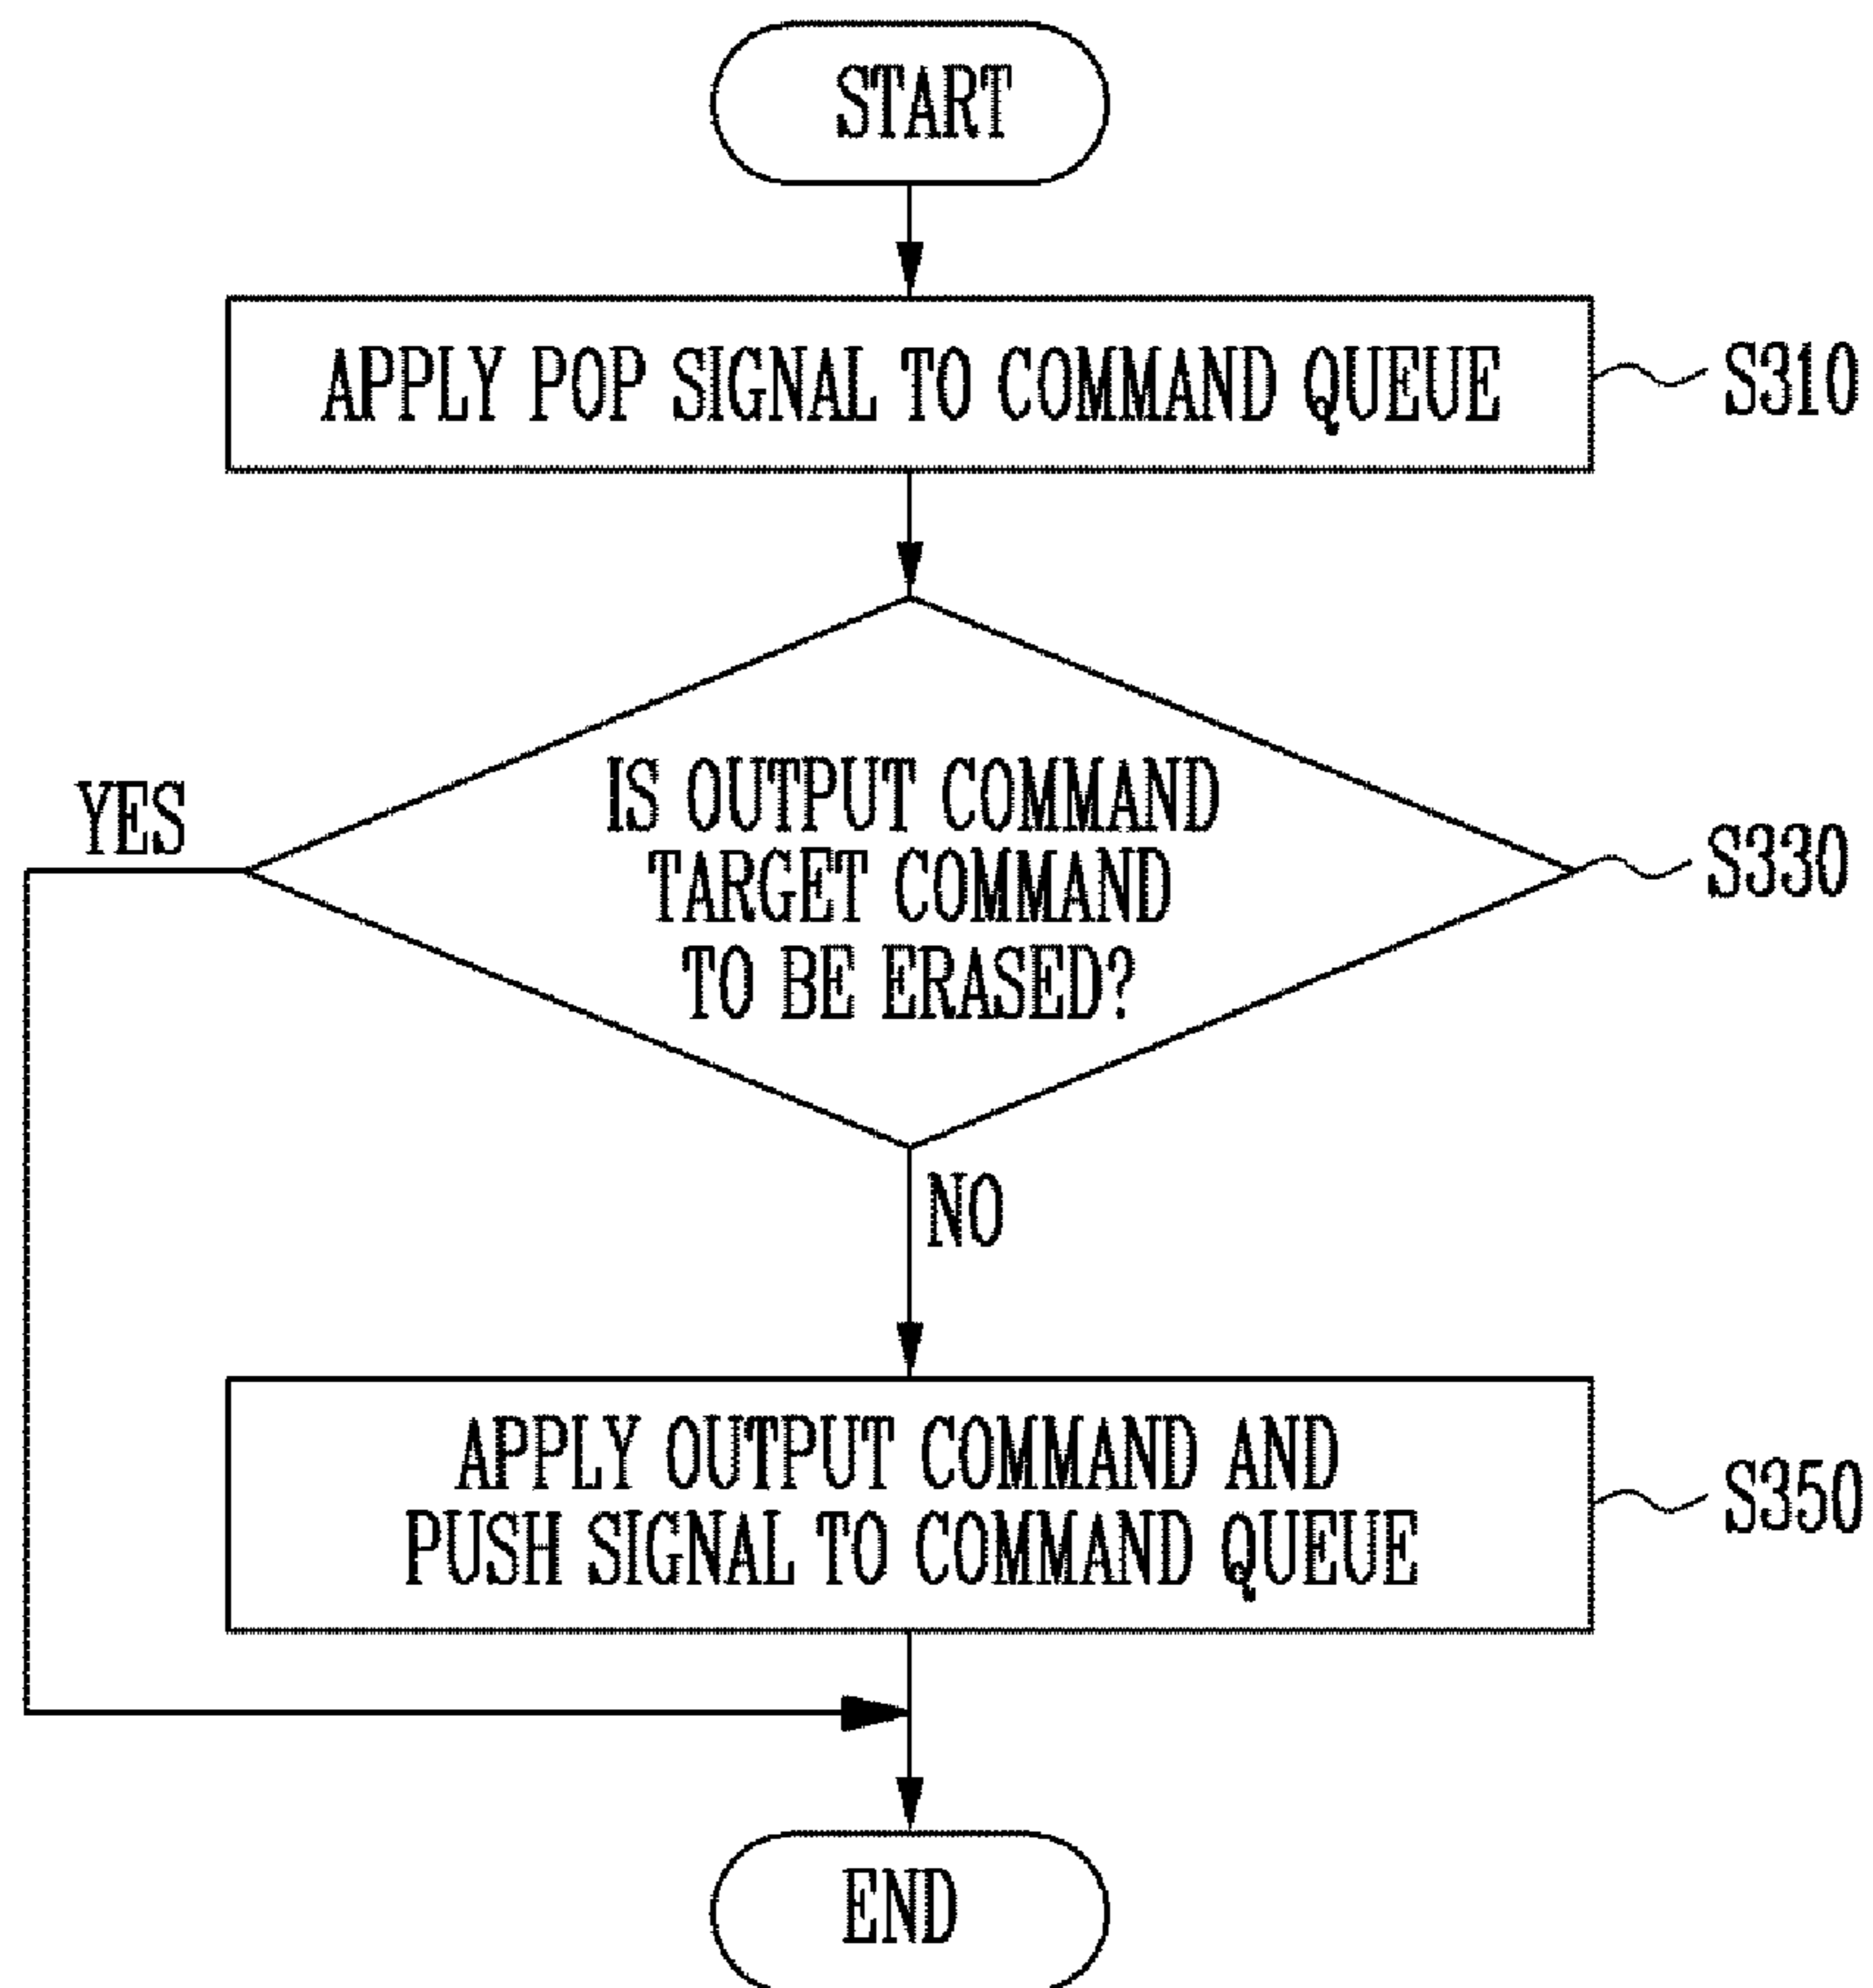 START
APPLY POP SIGNAL TO COMMAND QUEUE
S310
IS OUTPUT COMMAND
TARGET COMMAND
TO BE ERASED?
S330
YES
NO
APPLY OUTPUT COMMAND AND
PUSH SIGNAL TO COMMAND QUEUE
S350
END